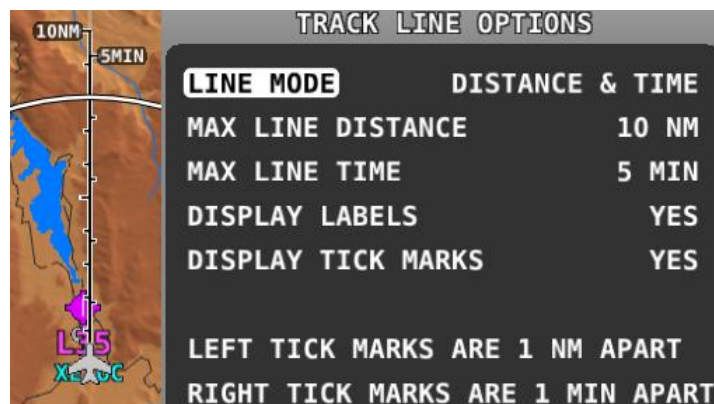 10NM
5MIN
TRACK LINE OPTIONS
LINE MODE DISTANCE & TIME
MAX LINE DISTANCE 10 NM
MAX LINE TIME 5 MIN
DISPLAY LABELS YES
DISPLAY TICK MARKS YES
LEFT TICK MARKS ARE 1 NM APART
RIGHT TICK MARKS ARE 1 MIN APART